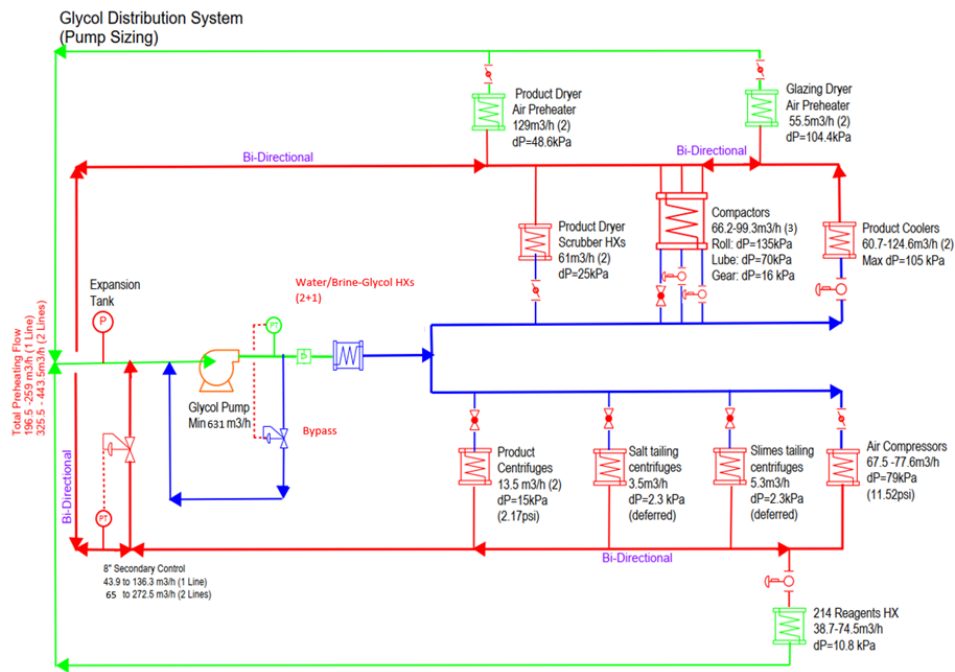 Glycol Distribution System
(Pump Sizing)
Product Dryer
Air Preheater
129m3/h (2)
dP=48.6kPa
Glazing Dryer
Air Preheater
55.5m3/h (2)
dP=104.4kPa
Bi-Directional
Bi-Directional
Product Dryer
Scrubber HXs
61m3/h (2)
dP=25kPa
Compactors
66.2-99.3m3/h (3)
Roll: dP=135kPa
Lube: dP=70kPa
Gear: dP=16 kPa
Product Coolers
60.7-124.6m3/h (2)
Max dP=105 kPa
Expansion
Tank
P
Water/Brine-Glycol HXs
(2+1)
PT
Total Preheating Flow
196.5 -259 m3/h (1 Line)
325.5 - 443.5m3/h (2 Lines)
Glycol Pump
Min 631 m3/h
Bypass
Bi-Directional
PT
Product
Centrifuges
13.5 m3/h (2)
dP=15kPa
(2.17psi)
Salt tailing
centrifuges
3.5m3/h
dP=2.3 kPa
(deferred)
Slimes tailing
centrifuges
5.3m3/h
dP=2.3kPa
(deferred)
Air Compressors
67.5 -77.6m3/h
dP=79kPa
(11.52psi)
Bi-Directional
8" Secondary Control
43.9 to 136.3 m3/h (1 Line)
65 to 272.5 m3/h (2 Lines)
214 Reagents HX
38.7-74.5m3/h
dP=10.8 kPa